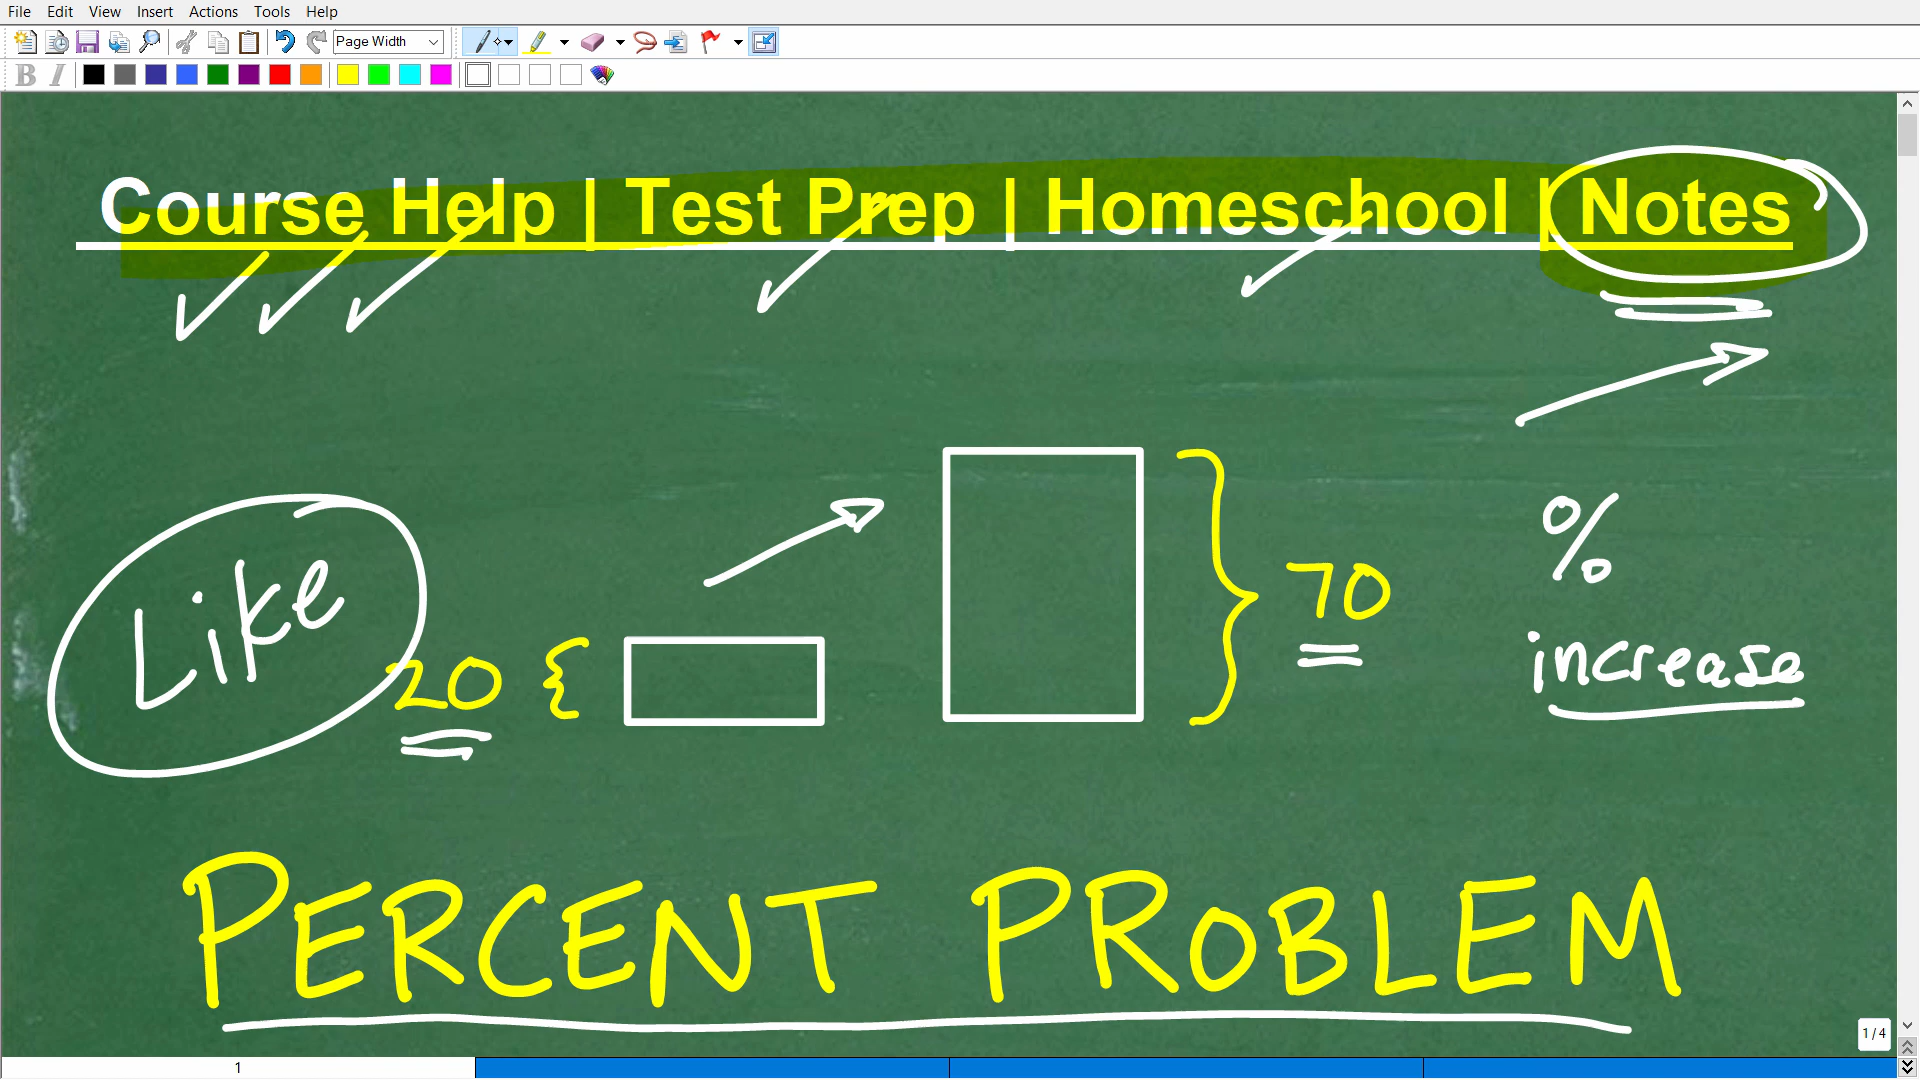 File Edit View Insert Actions Tools Help
Page Width
B I
Course Help | Test Prep | Homeschool | Notes
Like
20 { } 70
%
increase
PERCENT PROBLEM
1 / 4
1